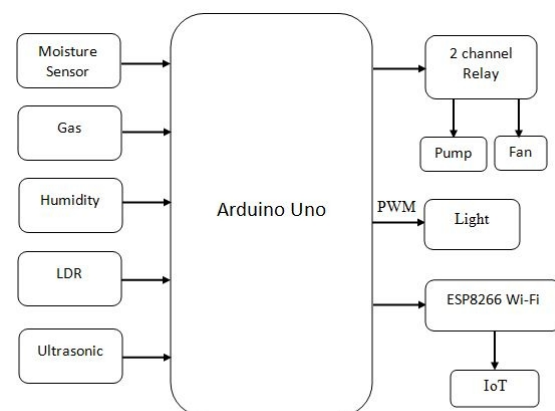 Moisture
Sensor
Gas
Humidity
LDR
Ultrasonic
Arduino Uno
2 channel
Relay
Pump
Fan
PWM
Light
ESP8266 Wi-Fi
IoT